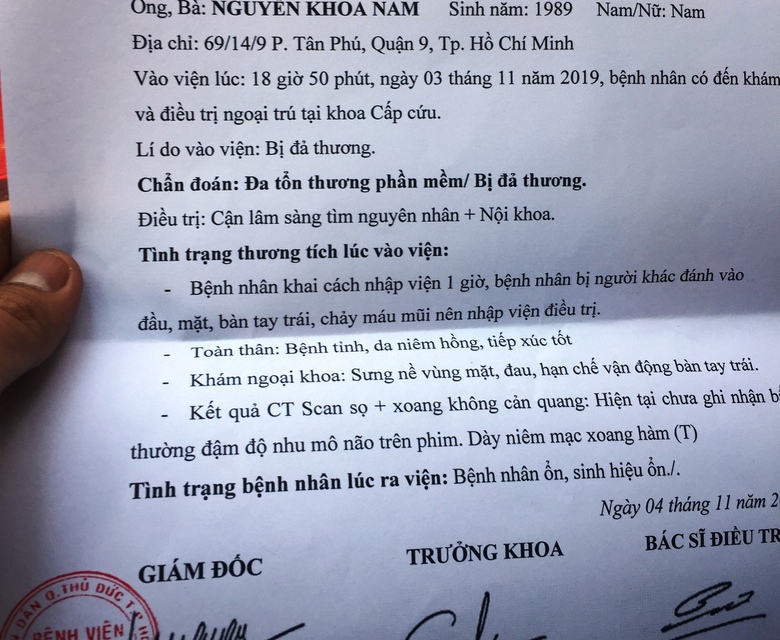 Ông, Bà: NGUYỄN KHOA NAM Sinh năm: 1989 Nam/Nữ: Nam
Địa chỉ: 69/14/9 P. Tân Phú, Quận 9, Tp. Hồ Chí Minh
Vào viện lúc: 18 giờ 50 phút, ngày 03 tháng 11 năm 2019, bệnh nhân có đến khám
và điều trị ngoại trú tại khoa Cấp cứu.
Lí do vào viện: Bị đả thương.
Chẩn đoán: Đa tổn thương phần mềm/ Bị đả thương.
Điều trị: Cận lâm sàng tìm nguyên nhân + Nội khoa.
Tình trạng thương tích lúc vào viện:
- Bệnh nhân khai cách nhập viện 1 giờ, bệnh nhân bị người khác đánh vào
đầu, mặt, bàn tay trái, chảy máu mũi nên nhập viện điều trị.
- Toàn thân: Bệnh tỉnh, da niêm hồng, tiếp xúc tốt
- Khám ngoại khoa: Sưng nề vùng mặt, đau, hạn chế vận động bàn tay trái.
- Kết quả CT Scan sọ + xoang không cản quang: Hiện tại chưa ghi nhận
thường đậm độ nhu mô não trên phim. Dày niêm mạc xoang hàm (T)
Tình trạng bệnh nhân lúc ra viện: Bệnh nhân ổn, sinh hiệu ổn./.
Ngày 04 tháng 11 năm 2
GIÁM ĐỐC TRƯỞNG KHOA BÁC SĨ ĐIỀU TR
DÂN Q.THỦ ĐỨC T.P
BỆNH VIỆN